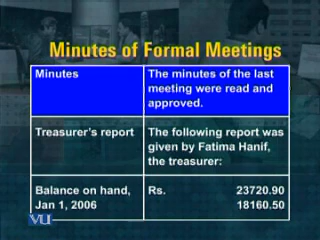 Minutes of Formal Meetings
Minutes
The minutes of the last
meeting were read and
approved.
Treasurer's report
The following report was
given by Fatima Hanif,
the treasurer:
Balance on hand,
Jan 1, 2006
Rs. 23720.90
18160.50
VU